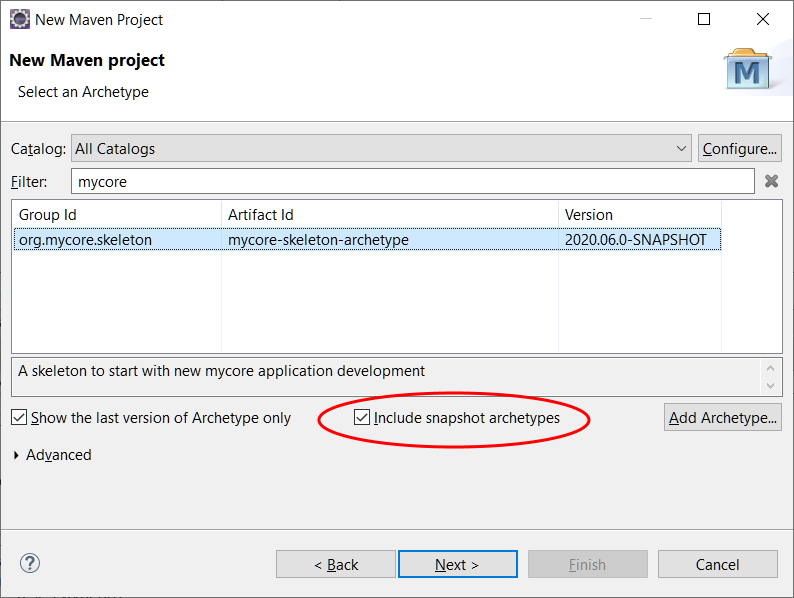 New Maven Project
New Maven project
Select an Archetype
M
Catalog: All Catalogs Configure...
Filter: mycore
Group Id Artifact Id Version
org.mycore.skeleton mycore-skeleton-archetype 2020.06.0-SNAPSHOT
A skeleton to start with new mycore application development
Show the last version of Archetype only Include snapshot archetypes Add Archetype...
Advanced
? < Back Next > Finish Cancel